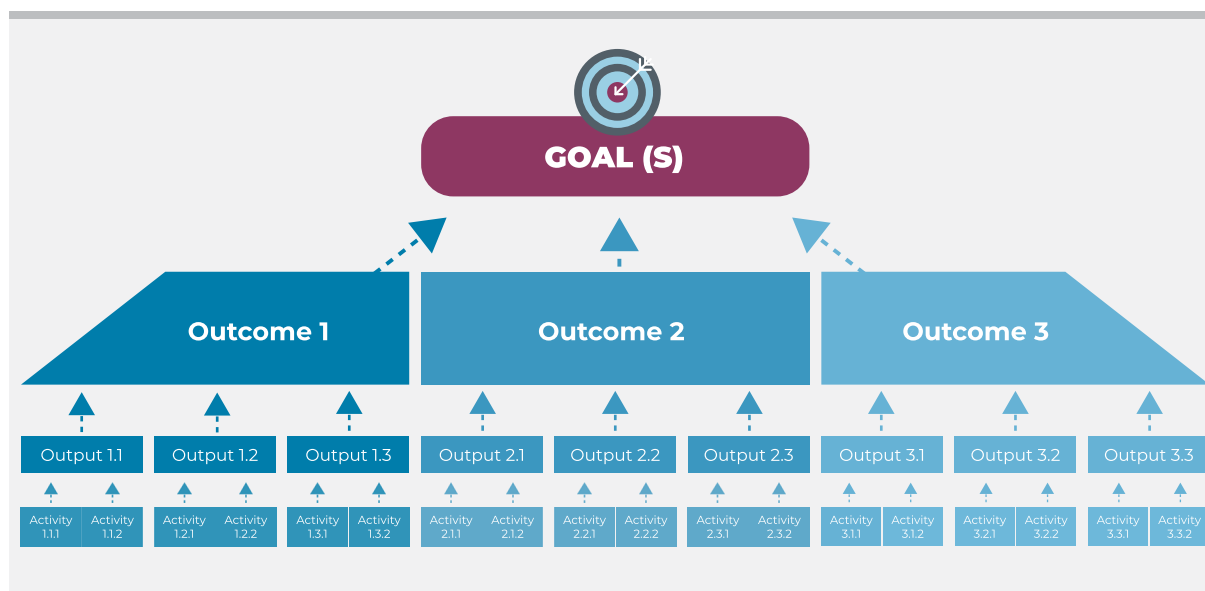 GOAL (S)
Outcome 1
Outcome 2
Outcome 3
Output 1.1
Output 1.2
Output 1.3
Output 2.1
Output 2.2
Output 2.3
Output 3.1
Output 3.2
Output 3.3
Activity
1.1.1
Activity
1.1.2
Activity
1.2.1
Activity
1.2.2
Activity
1.3.1
Activity
1.3.2
Activity
2.1.1
Activity
2.1.2
Activity
2.2.1
Activity
2.2.2
Activity
2.3.1
Activity
2.3.2
Activity
3.1.1
Activity
3.1.2
Activity
3.2.1
Activity
3.2.2
Activity
3.3.1
Activity
3.3.2